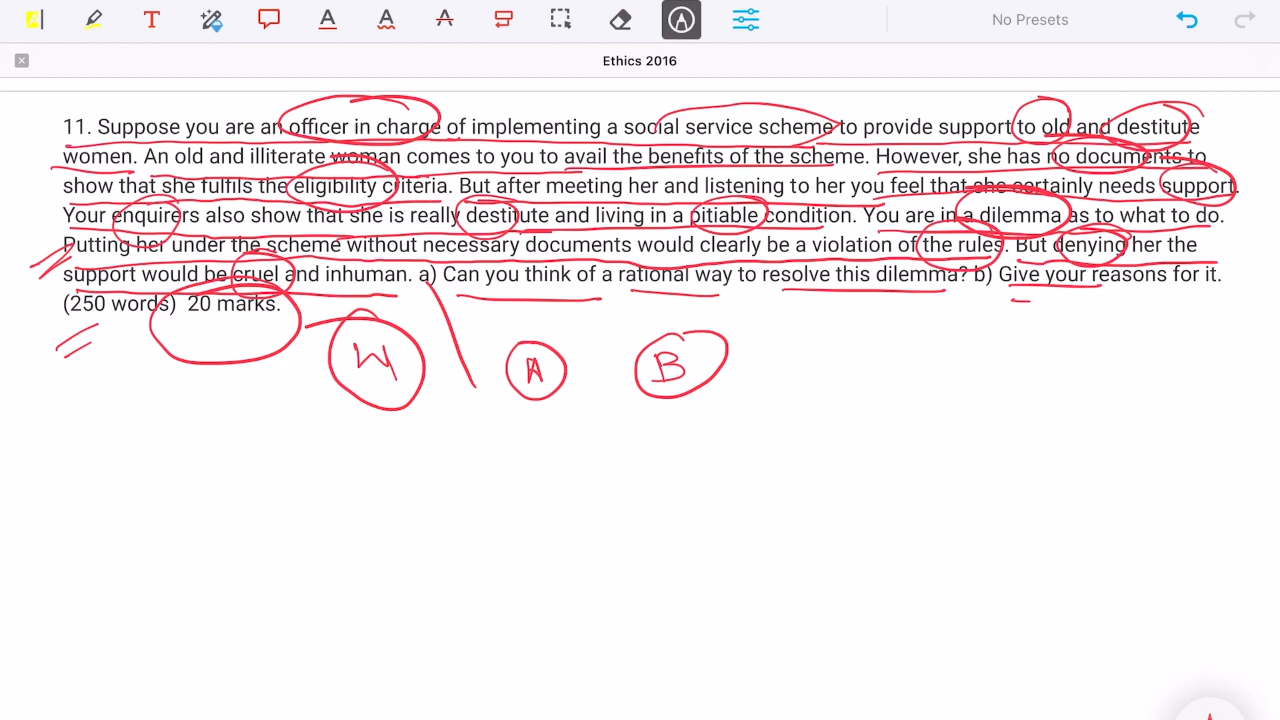 No Presets
Ethics 2016
11. Suppose you are an officer in charge of implementing a social service scheme to provide support to old and destitute
women. An old and illiterate woman comes to you to avail the benefits of the scheme. However, she has no documents to
show that she fulfils the eligibility criteria. But after meeting her and listening to her you feel that she certainly needs support.
Your enquirers also show that she is really destitute and living in a pitiable condition. You are in a dilemma as to what to do.
Putting her under the scheme without necessary documents would clearly be a violation of the rules. But denying her the
support would be cruel and inhuman. a) Can you think of a rational way to resolve this dilemma? b) Give your reasons for it.
(250 words) 20 marks.
W A B